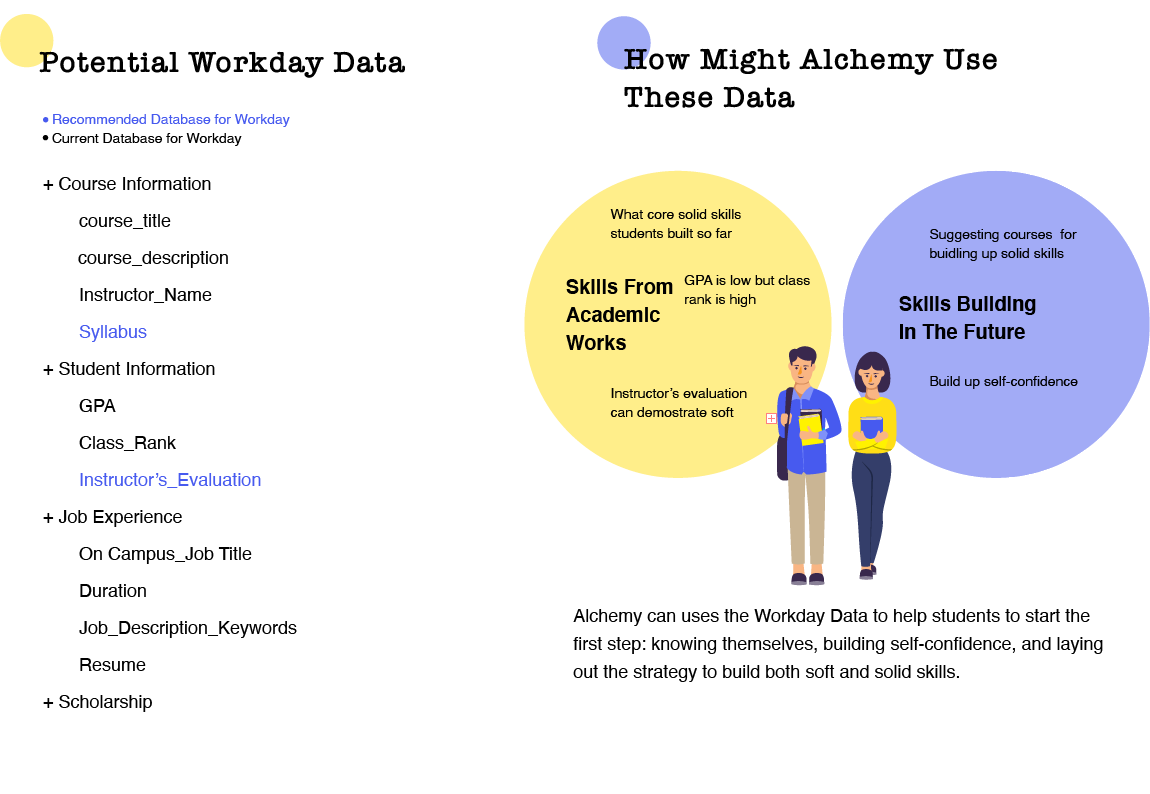 Potential Workday Data
• Recommended Database for Workday
• Current Database for Workday
+ Course Information
course_title
course_description
Instructor_Name
Syllabus
+ Student Information
GPA
Class_Rank
Instructor’s_Evaluation
+ Job Experience
On Campus_Job Title
Duration
Job_Description_Keywords
Resume
+ Scholarship
How Might Alchemy Use
These Data
What core solid skills
students built so far
Skills From
Academic
Works
GPA is low but class
rank is high
Instructor’s evaluation
can demostrate soft
Suggesting courses for
buidling up solid skills
Skills Building
In The Future
Build up self-confidence
Alchemy can uses the Workday Data to help students to start the
first step: knowing themselves, building self-confidence, and laying
out the strategy to build both soft and solid skills.